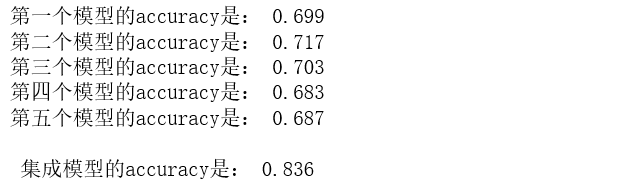 第一个模型的accuracy是： 0.699
第二个模型的accuracy是： 0.717
第三个模型的accuracy是： 0.703
第四个模型的accuracy是： 0.683
第五个模型的accuracy是： 0.687
集成模型的accuracy是： 0.836